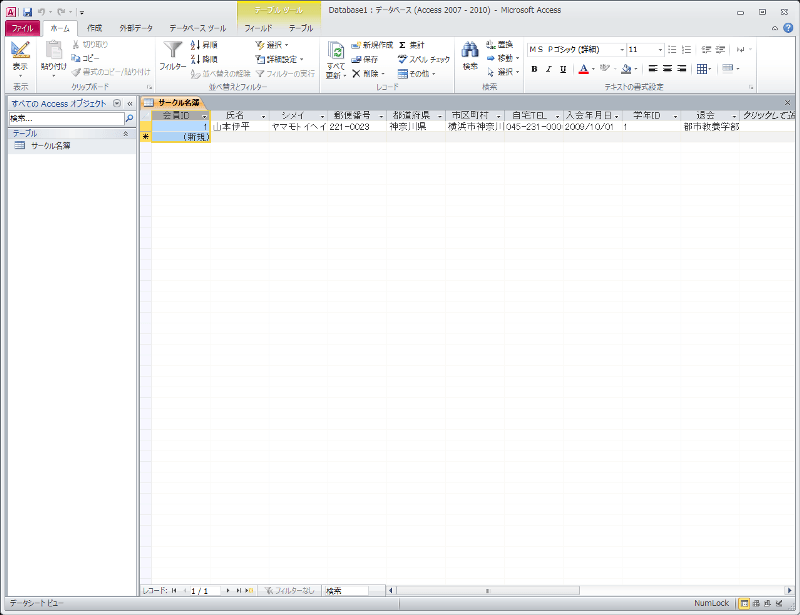 テーブル ツール
Database1 : データベース (Access 2007 - 2010) - Microsoft Access
ファイル ホーム 作成 外部データ データベース ツール フィールド テーブル
表示 貼り付け 切り取り コピー 書式のコピー/貼り付け
フィルター 昇順 降順 並べ替えの解除 選択 詳細設定 フィルターの実行
すべて更新 新規作成 保存 削除 集計 スペル チェック その他
検索 置換 移動 選択
MS Pゴシック (詳細) 11
B I U A
表示 クリップボード 並べ替えとフィルター レコード 検索 テキストの書式設定
すべての Access オブジェクト
検索...
テーブル
サークル名簿
サークル名簿
会員ID 氏名 シメイ 郵便番号 都道府県 市区町村 自宅TEL 入会年月日 学年ID 退会 クリックして追
1 山本伊平 ヤマモトイヘイ 221-0023 神奈川県 横浜市神奈川 045-231-000 2009/10/01 1 都市教養学部
* (新規)
レコード: 1 / 1 フィルターなし 検索
データシート ビュー NumLock